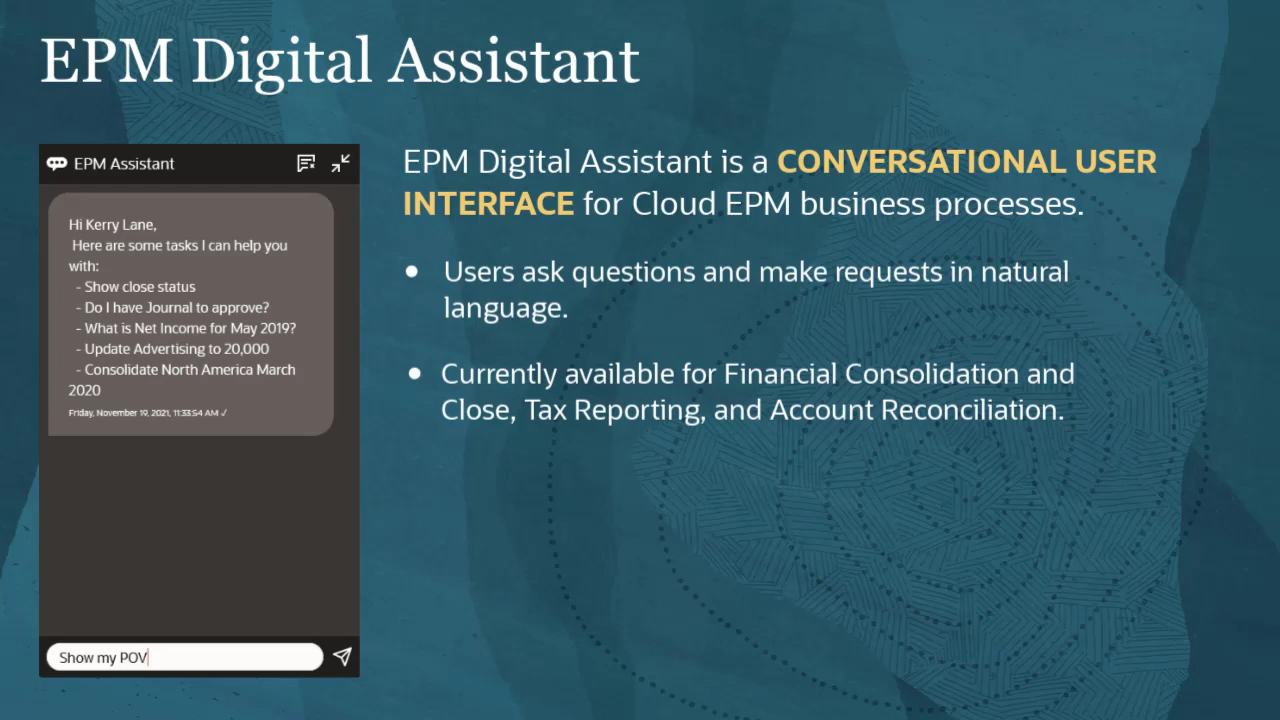 EPM Digital Assistant
EPM Assistant
Hi Kerry Lane,
Here are some tasks I can help you
with:
- Show close status
- Do I have Journal to approve?
- What is Net Income for May 2019?
- Update Advertising to 20,000
- Consolidate North America March
2020
Friday, November 19, 2021, 11:33:54 AM ✓
Show my POV
EPM Digital Assistant is a CONVERSATIONAL USER
INTERFACE for Cloud EPM business processes.
• Users ask questions and make requests in natural
language.
• Currently available for Financial Consolidation and
Close, Tax Reporting, and Account Reconciliation.